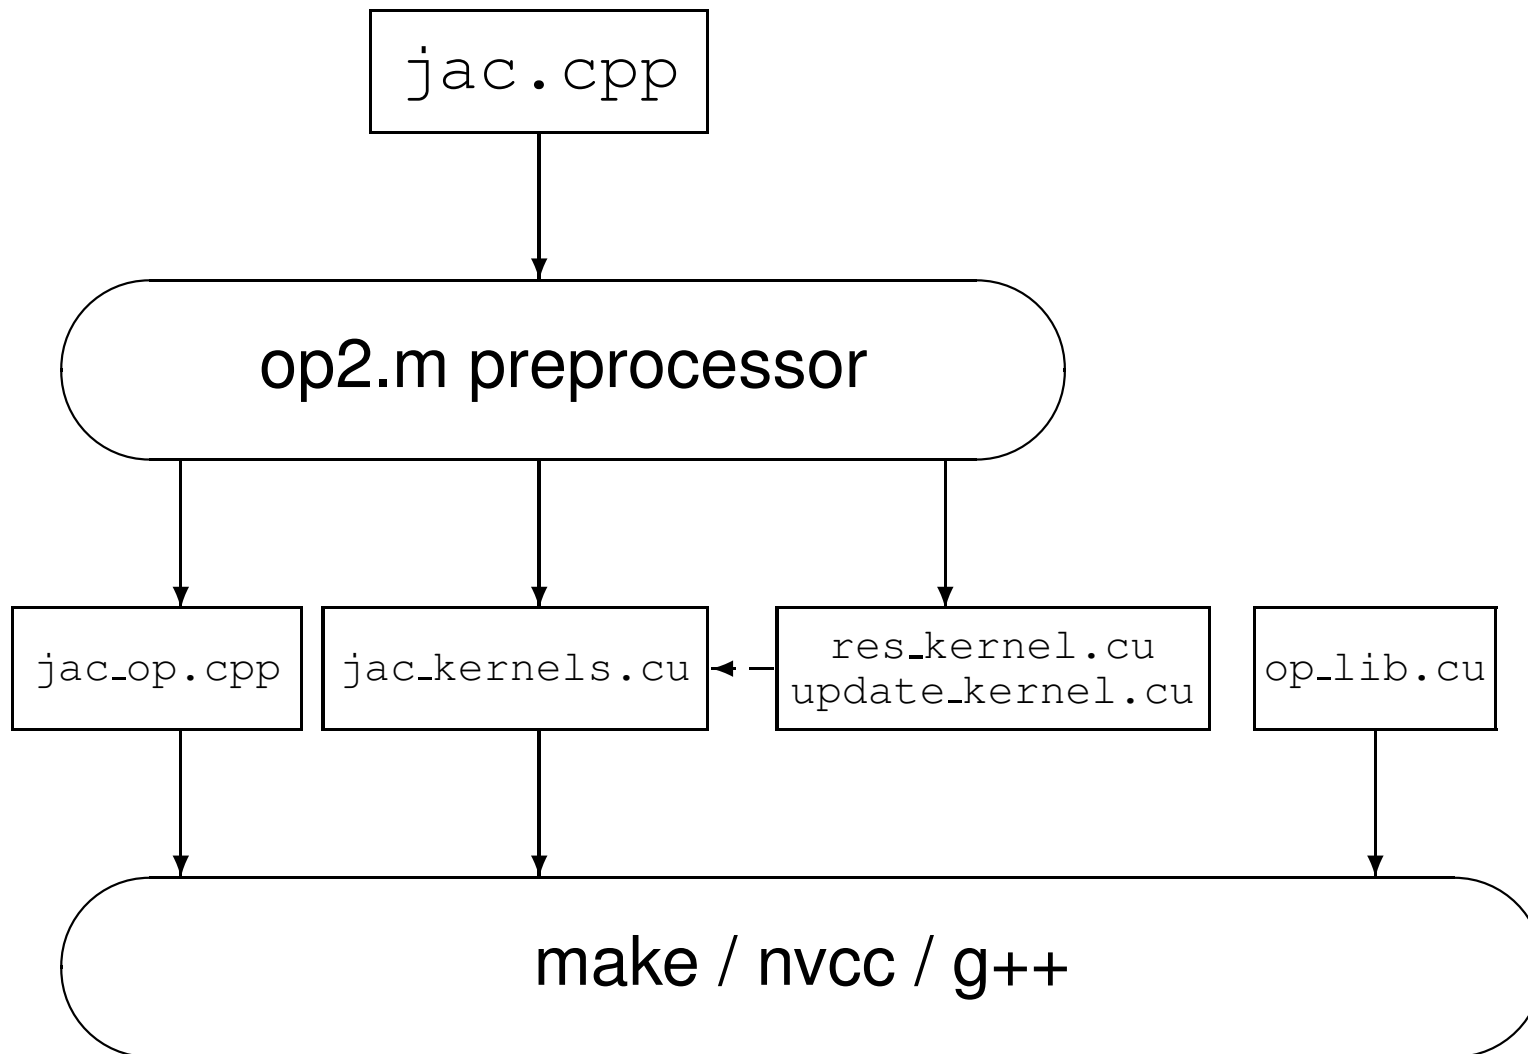 jac.cpp
op2.m preprocessor
jac_op.cpp
jac_kernels.cu
res_kernel.cu
update_kernel.cu
op_lib.cu
make / nvcc / g++